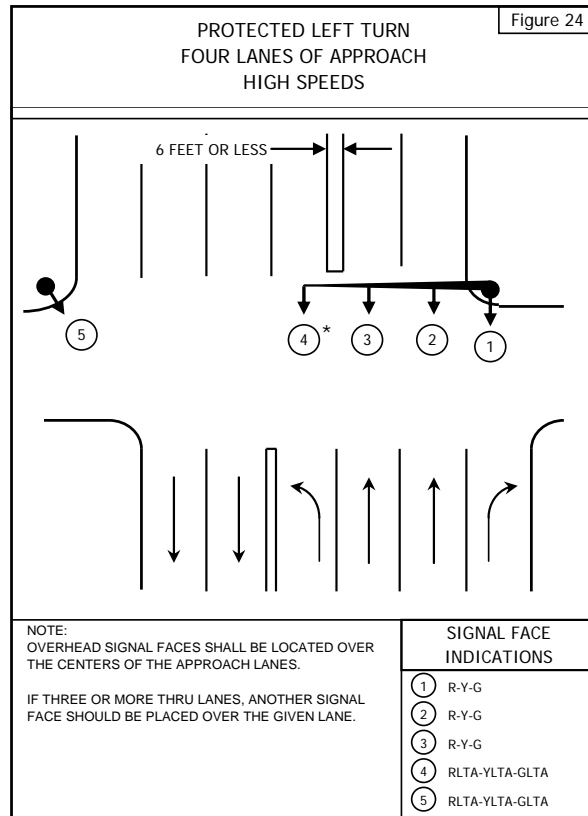 Figure 24
PROTECTED LEFT TURN
FOUR LANES OF APPROACH
HIGH SPEEDS
6 FEET OR LESS
5
4 *
3
2
1
NOTE:
OVERHEAD SIGNAL FACES SHALL BE LOCATED OVER
THE CENTERS OF THE APPROACH LANES.
IF THREE OR MORE THRU LANES, ANOTHER SIGNAL
FACE SHOULD BE PLACED OVER THE GIVEN LANE.
SIGNAL FACE
INDICATIONS
1 R-Y-G
2 R-Y-G
3 R-Y-G
4 RLTA-YLTA-GLTA
5 RLTA-YLTA-GLTA